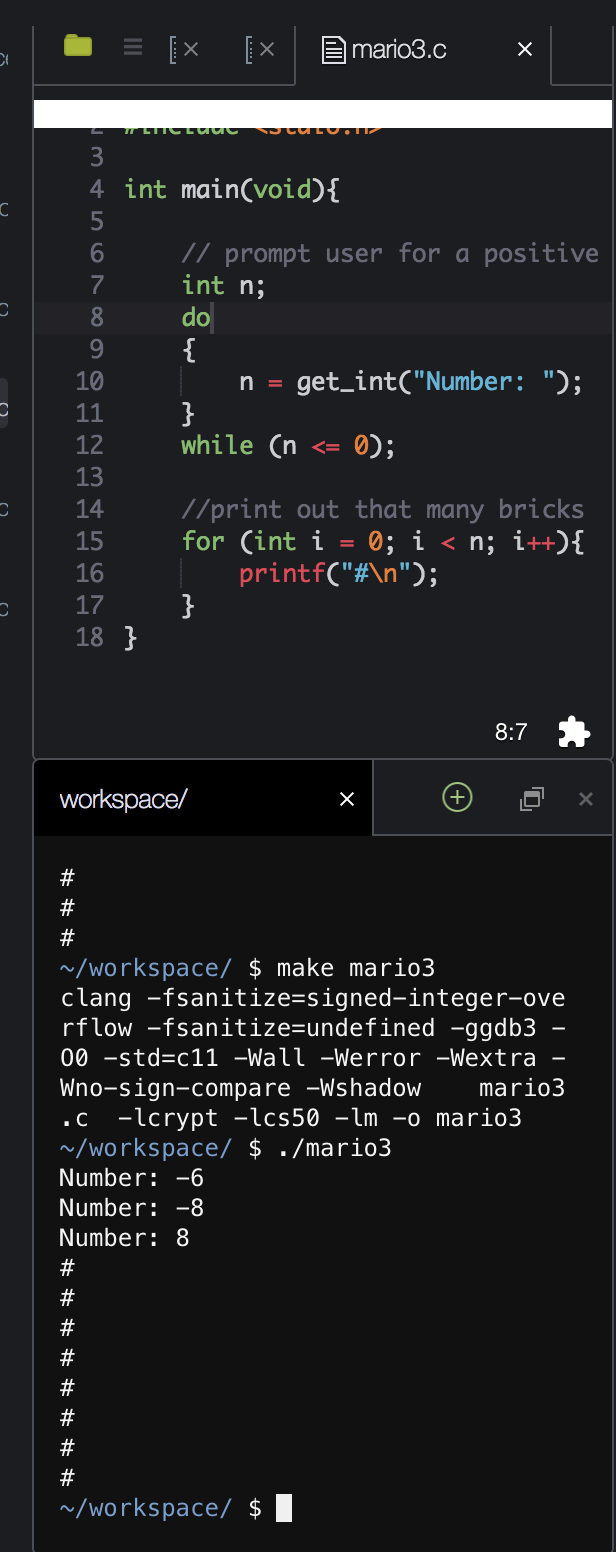 mario3.c
2 #include <stdio.h>
3
4 int main(void){
5
6 // prompt user for a positive
7 int n;
8 do
9 {
10 n = get_int("Number: ");
11 }
12 while (n <= 0);
13
14 //print out that many bricks
15 for (int i = 0; i < n; i++){
16 printf("#\n");
17 }
18 }
8:7
workspace/
#
#
#
~/workspace/ $ make mario3
clang -fsanitize=signed-integer-ove
rflow -fsanitize=undefined -ggdb3 -
O0 -std=c11 -Wall -Werror -Wextra -
Wno-sign-compare -Wshadow    mario3
.c  -lcrypt -lcs50 -lm -o mario3
~/workspace/ $ ./mario3
Number: -6
Number: -8
Number: 8
#
#
#
#
#
#
#
#
~/workspace/ $